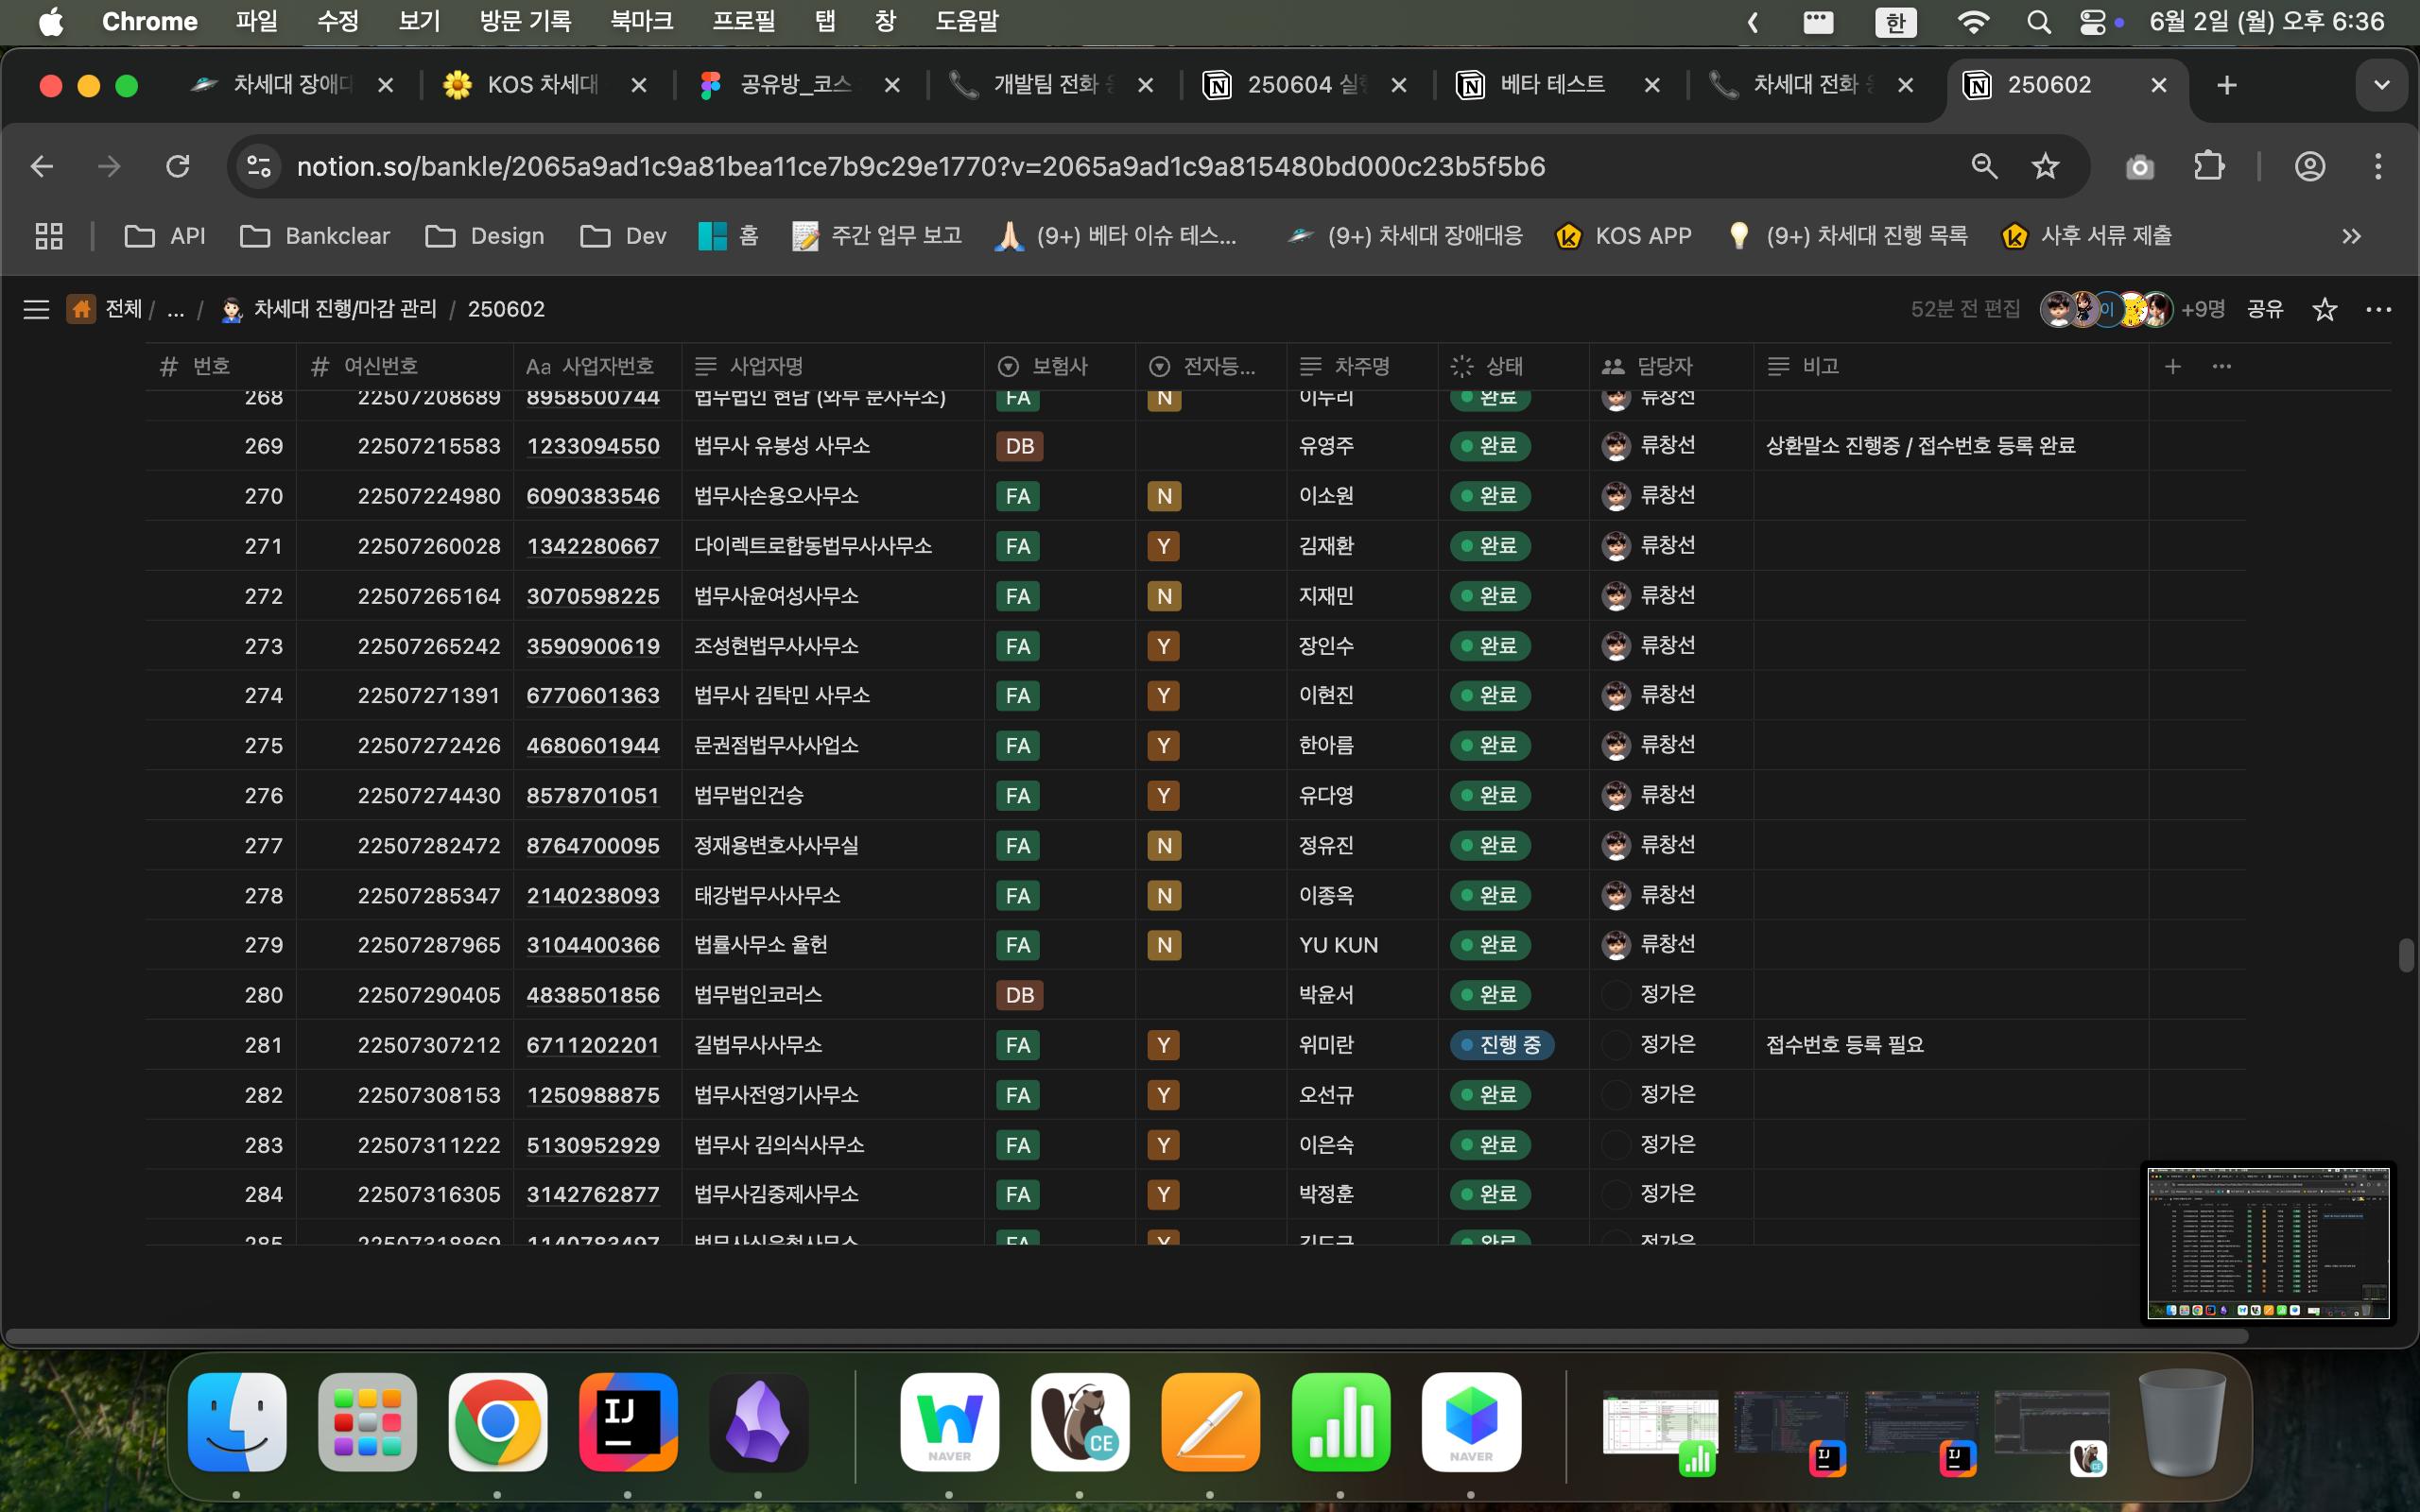 Chrome 파일 수정 보기 방문 기록 북마크 프로필 탭 창 도움말 한 6월 2일 (월) 오후 6:36
차세대 장애대 KOS 차세대 공유방_코스 개발팀 전화 250604 실 베타 테스트 차세대 전화 250602
notion.so/bankle/2065a9ad1c9a81bea11ce7b9c29e1770?v=2065a9ad1c9a815480bd000c23b5f5b6
API Bankclear Design Dev 홈 주간 업무 보고 (9+) 베타 이슈 테스... (9+) 차세대 장애대응 KOS APP (9+) 차세대 진행 목록 사후 서류 제출
전체 / ... / 차세대 진행/마감 관리 / 250602 52분 전 편집 이 +9명 공유
# 번호 # 여신번호 Aa 사업자번호 사업자명 보험사 전자등... 차주명 상태 담당자 비고
268 22507208689 8958500744 법무법인 현남 (와부 분사무소) FA N 이두리 완료 류창선
269 22507215583 1233094550 법무사 유봉성 사무소 DB 유영주 완료 류창선 상환말소 진행중 / 접수번호 등록 완료
270 22507224980 6090383546 법무사손용오사무소 FA N 이소원 완료 류창선
271 22507260028 1342280667 다이렉트로합동법무사사무소 FA Y 김재환 완료 류창선
272 22507265164 3070598225 법무사윤여성사무소 FA N 지재민 완료 류창선
273 22507265242 3590900619 조성현법무사사무소 FA Y 장인수 완료 류창선
274 22507271391 6770601363 법무사 김탁민 사무소 FA Y 이현진 완료 류창선
275 22507272426 4680601944 문권점법무사사업소 FA Y 한아름 완료 류창선
276 22507274430 8578701051 법무법인건승 FA Y 유다영 완료 류창선
277 22507282472 8764700095 정재용변호사사무실 FA N 정유진 완료 류창선
278 22507285347 2140238093 태강법무사사무소 FA N 이종옥 완료 류창선
279 22507287965 3104400366 법률사무소 율헌 FA N YU KUN 완료 류창선
280 22507290405 4838501856 법무법인코러스 DB 박윤서 완료 정가은
281 22507307212 6711202201 길법무사사무소 FA Y 위미란 진행 중 정가은 접수번호 등록 필요
282 22507308153 1250988875 법무사전영기사무소 FA Y 오선규 완료 정가은
283 22507311222 5130952929 법무사 김의식사무소 FA Y 이은숙 완료 정가은
284 22507316305 3142762877 법무사김중제사무소 FA Y 박정훈 완료 정가은
285 22507318869 1140783497 FA Y 완료 정가은
IJ NAVER CE NAVER IJ IJ CE